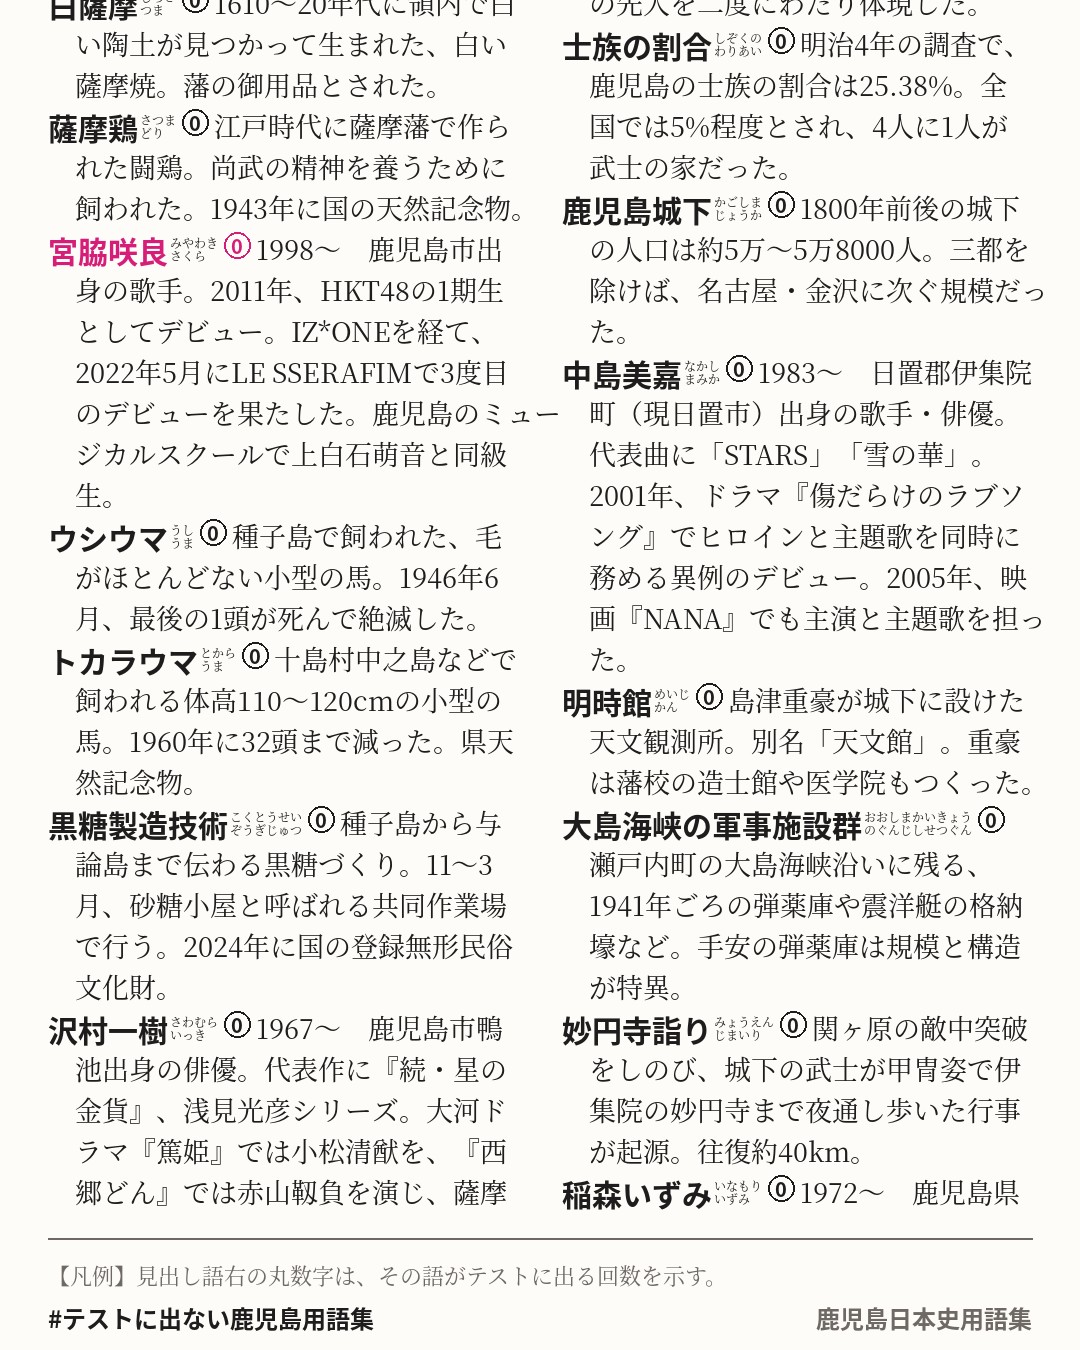 白薩摩 つま 0 1610〜20年代に領内で白
い陶土が見つかって生まれた、白い
薩摩焼。藩の御用品とされた。
薩摩鶏 さつまどり 0 江戸時代に薩摩藩で作ら
れた闘鶏。尚武の精神を養うために
飼われた。1943年に国の天然記念物。
宮脇咲良 みやわきさくら 0 1998〜 鹿児島市出
身の歌手。2011年、HKT48の1期生
としてデビュー。IZ*ONEを経て、
2022年5月にLE SSERAFIMで3度目
のデビューを果たした。鹿児島のミュー
ジカルスクールで上白石萌音と同級
生。
ウシウマ うしうま 0 種子島で飼われた、毛
がほとんどない小型の馬。1946年6
月、最後の1頭が死んで絶滅した。
トカラウマ とからうま 0 十島村中之島などで
飼われる体高110〜120cmの小型の
馬。1960年に32頭まで減った。県天
然記念物。
黒糖製造技術 こくとうせいぞうぎじゅつ 0 種子島から与
論島まで伝わる黒糖づくり。11〜3
月、砂糖小屋と呼ばれる共同作業場
で行う。2024年に国の登録無形民俗
文化財。
沢村一樹 さわむらいっき 0 1967〜 鹿児島市鴨
池出身の俳優。代表作に『続・星の
金貨』、浅見光彦シリーズ。大河ド
ラマ『篤姫』では小松清猷を、『西
郷どん』では赤山靱負を演じ、薩摩
の先人を二度にわたり体現した。
士族の割合 しぞくのわりあい 0 明治4年の調査で、
鹿児島の士族の割合は25.38%。全
国では5%程度とされ、4人に1人が
武士の家だった。
鹿児島城下 かごしまじょうか 0 1800年前後の城下
の人口は約5万〜5万8000人。三都を
除けば、名古屋・金沢に次ぐ規模だっ
た。
中島美嘉 なかしまみか 0 1983〜 日置郡伊集院
町（現日置市）出身の歌手・俳優。
代表曲に「STARS」「雪の華」。
2001年、ドラマ『傷だらけのラブソ
ング』でヒロインと主題歌を同時に
務める異例のデビュー。2005年、映
画『NANA』でも主演と主題歌を担っ
た。
明時館 めいじかん 0 島津重豪が城下に設けた
天文観測所。別名「天文館」。重豪
は藩校の造士館や医学院もつくった。
大島海峡の軍事施設群 おおしまかいきょうのぐんじしせつぐん 0
瀬戸内町の大島海峡沿いに残る、
1941年ごろの弾薬庫や震洋艇の格納
壕など。手安の弾薬庫は規模と構造
が特異。
妙円寺詣り みょうえんじまいり 0 関ヶ原の敵中突破
をしのび、城下の武士が甲冑姿で伊
集院の妙円寺まで夜通し歩いた行事
が起源。往復約40km。
稲森いずみ いなもりいずみ 0 1972〜 鹿児島県
【凡例】見出し語右の丸数字は、その語がテストに出る回数を示す。
#テストに出ない鹿児島用語集
鹿児島日本史用語集